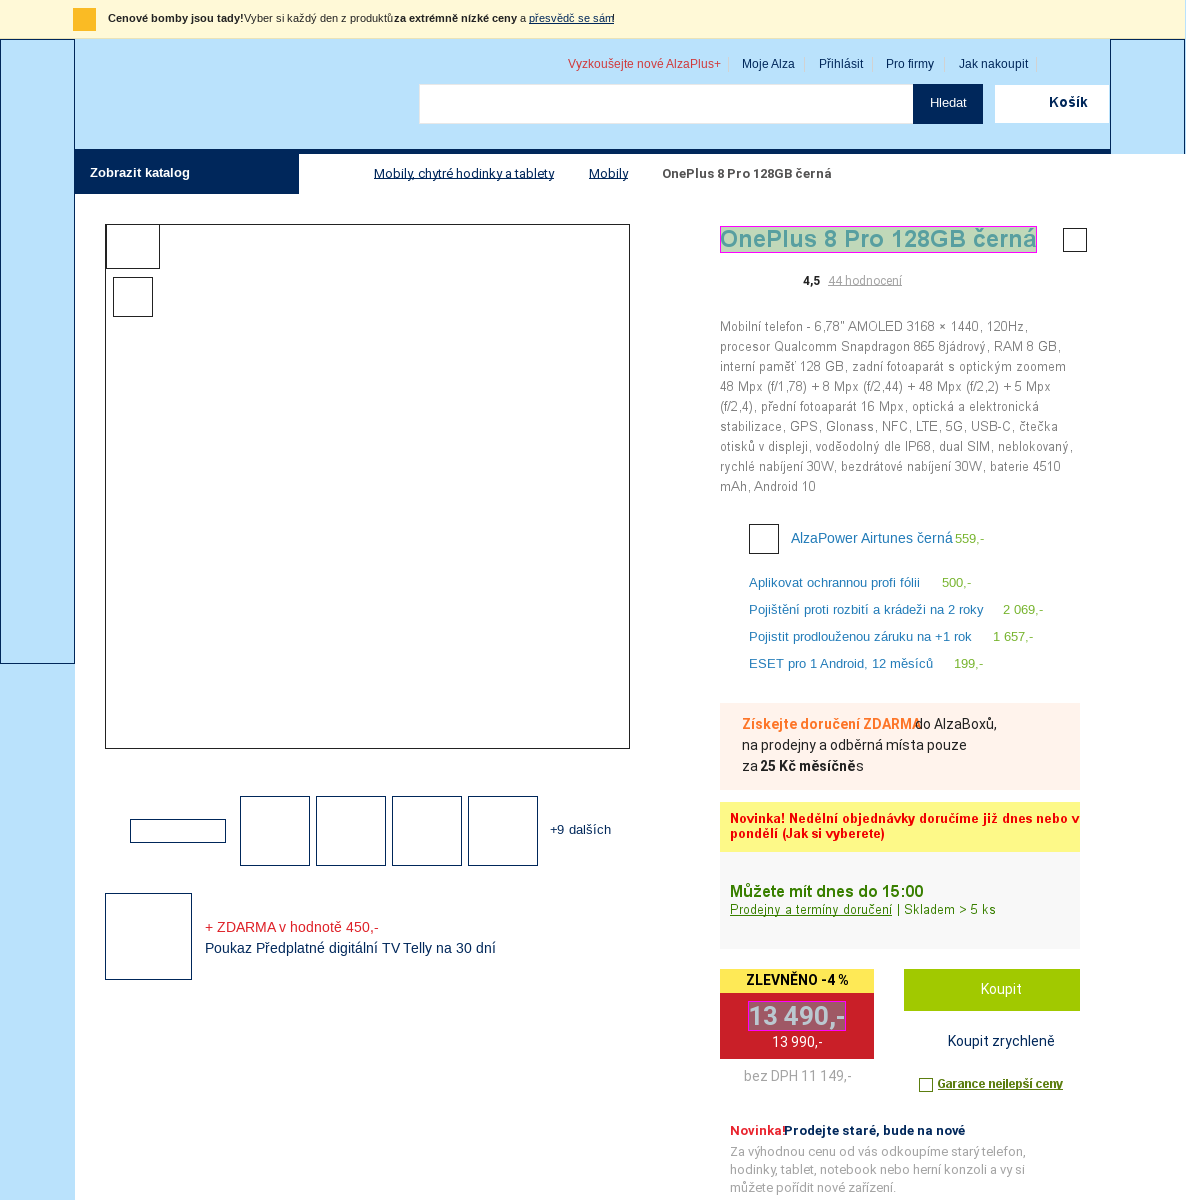 Cenové bomby jsou tady! Vyber si každý den z produktů za extrémně nízké ceny a přesvědč se sám!
Vyzkoušejte nové AlzaPlus+ Moje Alza Přihlásit Pro firmy Jak nakoupit
Hledat Košík
Zobrazit katalog Mobily, chytré hodinky a tablety Mobily OnePlus 8 Pro 128GB černá
OnePlus 8 Pro 128GB černá
4,5 44 hodnocení
Mobilní telefon - 6,78" AMOLED 3168 × 1440, 120Hz,
procesor Qualcomm Snapdragon 865 8jádrový, RAM 8 GB,
interní paměť 128 GB, zadní fotoaparát s optickým zoomem
48 Mpx (f/1,78) + 8 Mpx (f/2,44) + 48 Mpx (f/2,2) + 5 Mpx
(f/2,4), přední fotoaparát 16 Mpx, optická a elektronická
stabilizace, GPS, Glonass, NFC, LTE, 5G, USB-C, čtečka
otisků v displeji, voděodolný dle IP68, dual SIM, neblokovaný,
rychlé nabíjení 30W, bezdrátové nabíjení 30W, baterie 4510
mAh, Android 10
AlzaPower Airtunes černá 559,-
Aplikovat ochrannou profi fólii 500,-
Pojištění proti rozbití a krádeži na 2 roky 2 069,-
Pojistit prodlouženou záruku na +1 rok 1 657,-
ESET pro 1 Android, 12 měsíců 199,-
Získejte doručení ZDARMA do AlzaBoxů,
na prodejny a odběrná místa pouze
za 25 Kč měsíčně s
Novinka! Nedělní objednávky doručíme již dnes nebo v
pondělí (Jak si vyberete)
+9 dalších
Můžete mít dnes do 15:00
Prodejny a termíny doručení | Skladem > 5 ks
+ ZDARMA v hodnotě 450,-
Poukaz Předplatné digitální TV Telly na 30 dní
ZLEVNĚNO -4 %
Koupit
13 490,-
13 990,-
Koupit zrychleně
bez DPH 11 149,-
Garance nejlepší ceny
Novinka! Prodejte staré, bude na nové
Za výhodnou cenu od vás odkoupíme starý telefon,
hodinky, tablet, notebook nebo herní konzoli a vy si
můžete pořídit nové zařízení.